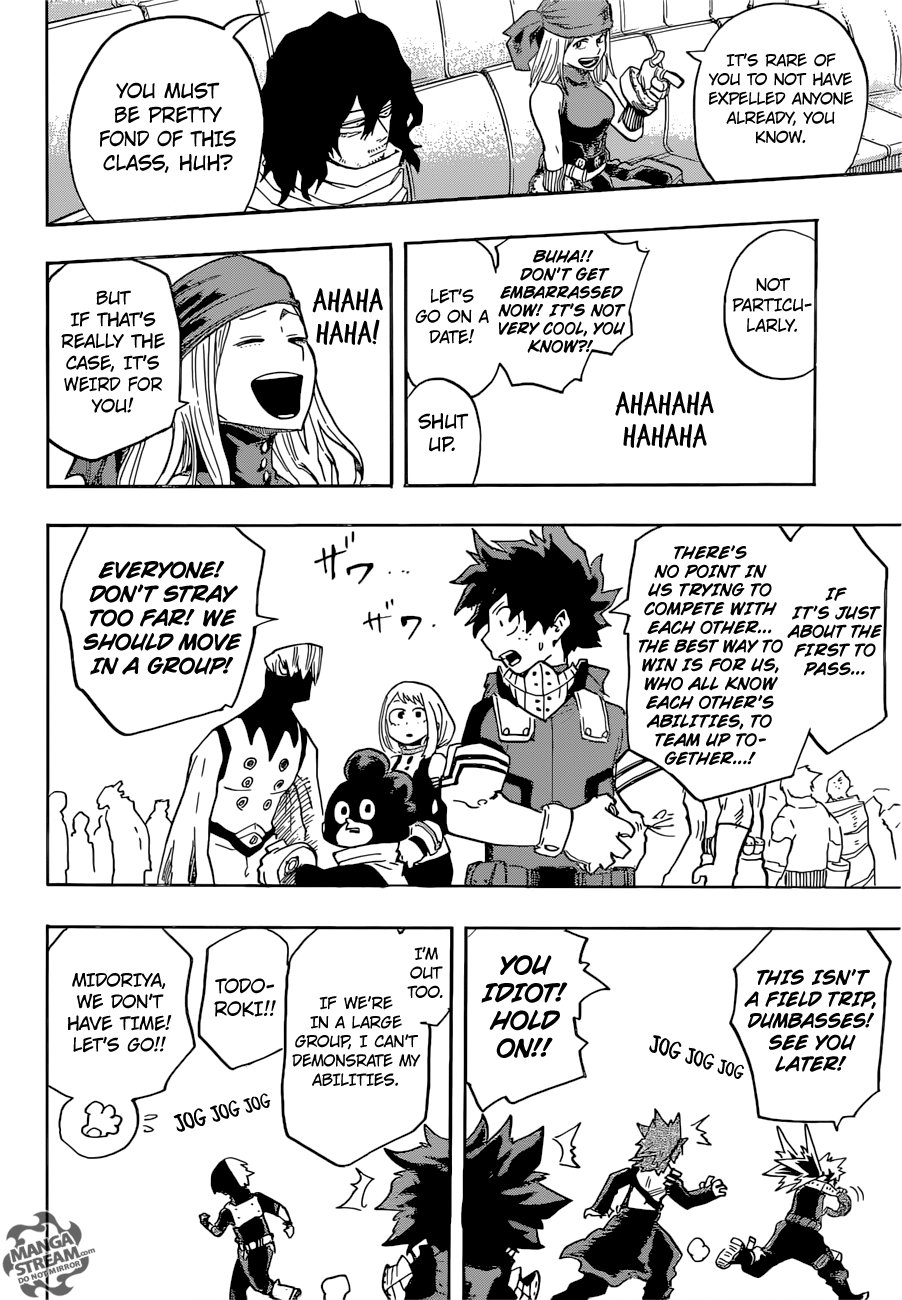 IT'S RARE OF
YOU TO NOT HAVE
EXPELLED ANYONE
ALREADY, YOU
KNOW.
YOU MUST
BE PRETTY
FOND OF THIS
CLASS, HUH?
NOT
PARTICU-
LARLY.
BUHA!!
DON'T GET
EMBARRASSED
NOW! IT'S NOT
VERY COOL, YOU
KNOW?!
LET'S
GO ON A
DATE!
SHUT
UP.
AHAHAHA
HAHAHA
AHAHA
HAHA!
BUT
IF THAT'S
REALLY THE
CASE, IT'S
WEIRD FOR
YOU!
IF
IT'S JUST
ABOUT THE
FIRST TO
PASS...
THERE'S
NO POINT IN
US TRYING TO
COMPETE WITH
EACH OTHER...
THE BEST WAY TO
WIN IS FOR US,
WHO ALL KNOW
EACH OTHER'S
ABILITIES, TO
TEAM UP TO-
GETHER...!
ザワ...
ザワ...
EVERYONE!
DON'T STRAY
TOO FAR! WE
SHOULD MOVE
IN A GROUP!
THIS ISN'T
A FIELD TRIP,
DUMBASSES!
SEE YOU
LATER!
JOG JOG JOG
YOU
IDIOT!
HOLD
ON!!
I'M
OUT
TOO.
IF WE'RE
IN A LARGE
GROUP, I CAN'T
DEMONSRATE MY
ABILITIES.
TODO-
ROKI!!
JOG JOG JOG
MIDORIYA,
WE DON'T
HAVE TIME!
LET'S GO!!
MANGA
STREAM.com
DO NOT MIRROR!